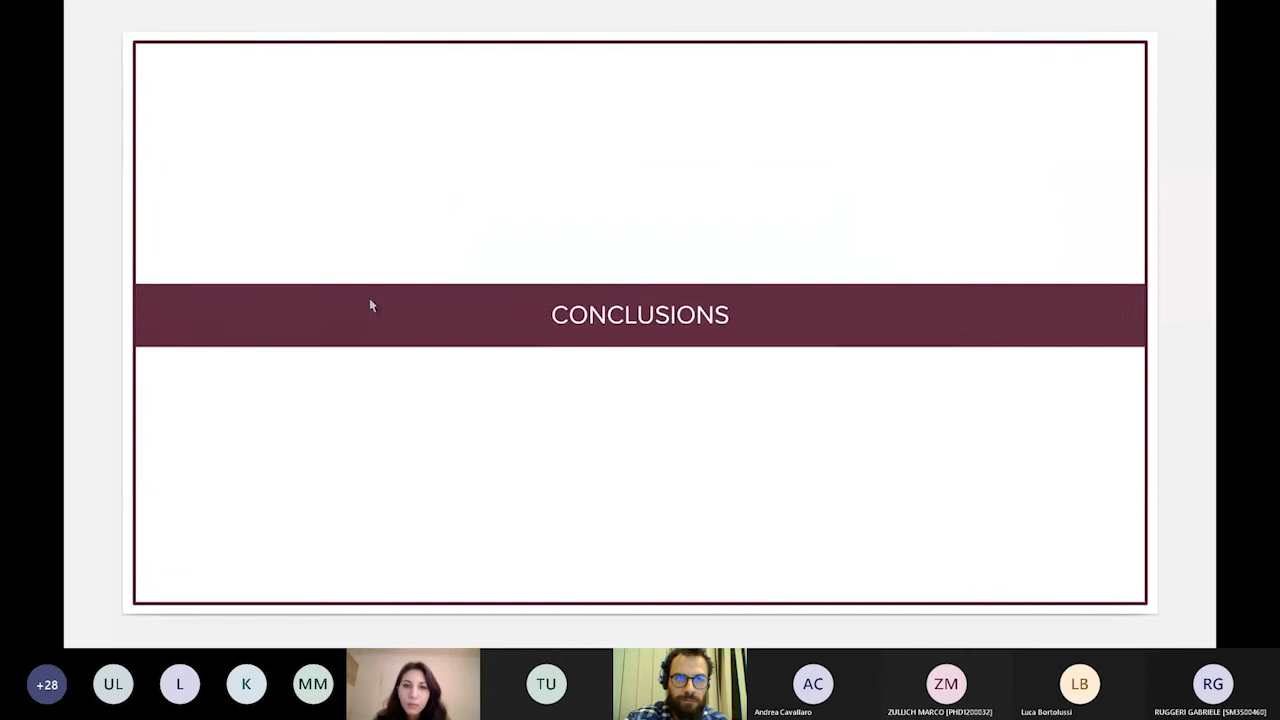 CONCLUSIONS
+28
UL
L
K
MM
TU
AC
Andrea Cavallaro
ZM
ZULLICH MARCO [PHD1200032]
LB
Luca Bortolussi
RG
RUGGERI GABRIELE [SM3500460]